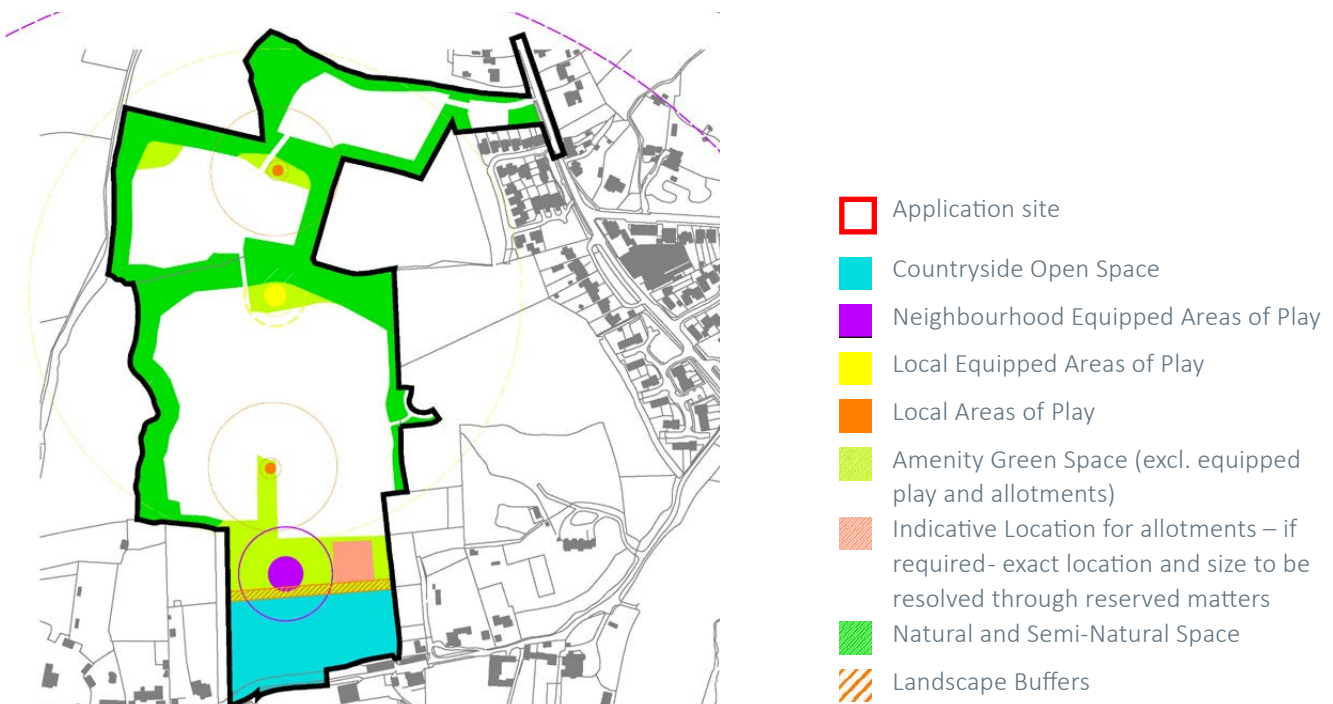 Application site
Countryside Open Space
Neighbourhood Equipped Areas of Play
Local Equipped Areas of Play
Local Areas of Play
Amenity Green Space (excl. equipped
play and allotments)
Indicative Location for allotments – if
required- exact location and size to be
resolved through reserved matters
Natural and Semi-Natural Space
Landscape Buffers